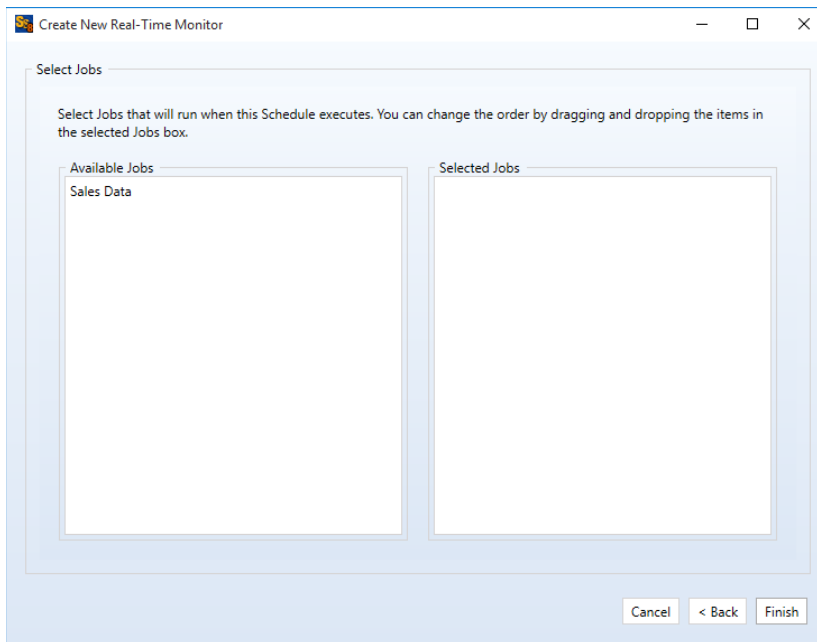 Create New Real-Time Monitor
Select Jobs
Select Jobs that will run when this Schedule executes. You can change the order by dragging and dropping the items in
the selected Jobs box.
Available Jobs
Selected Jobs
Sales Data
Cancel
< Back
Finish